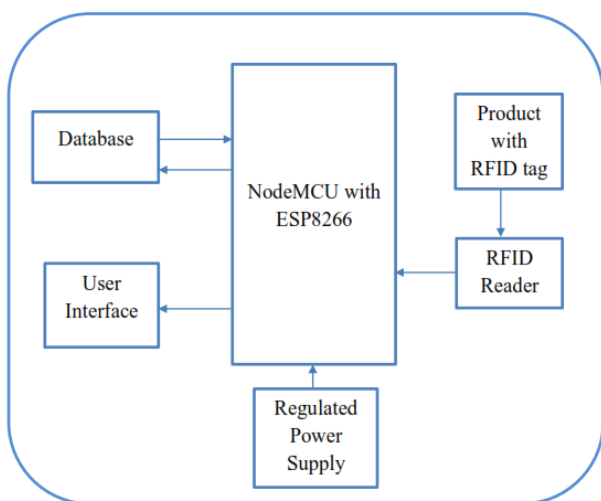 Database
User
Interface
NodeMCU with
ESP8266
Product
with
RFID tag
RFID
Reader
Regulated
Power
Supply